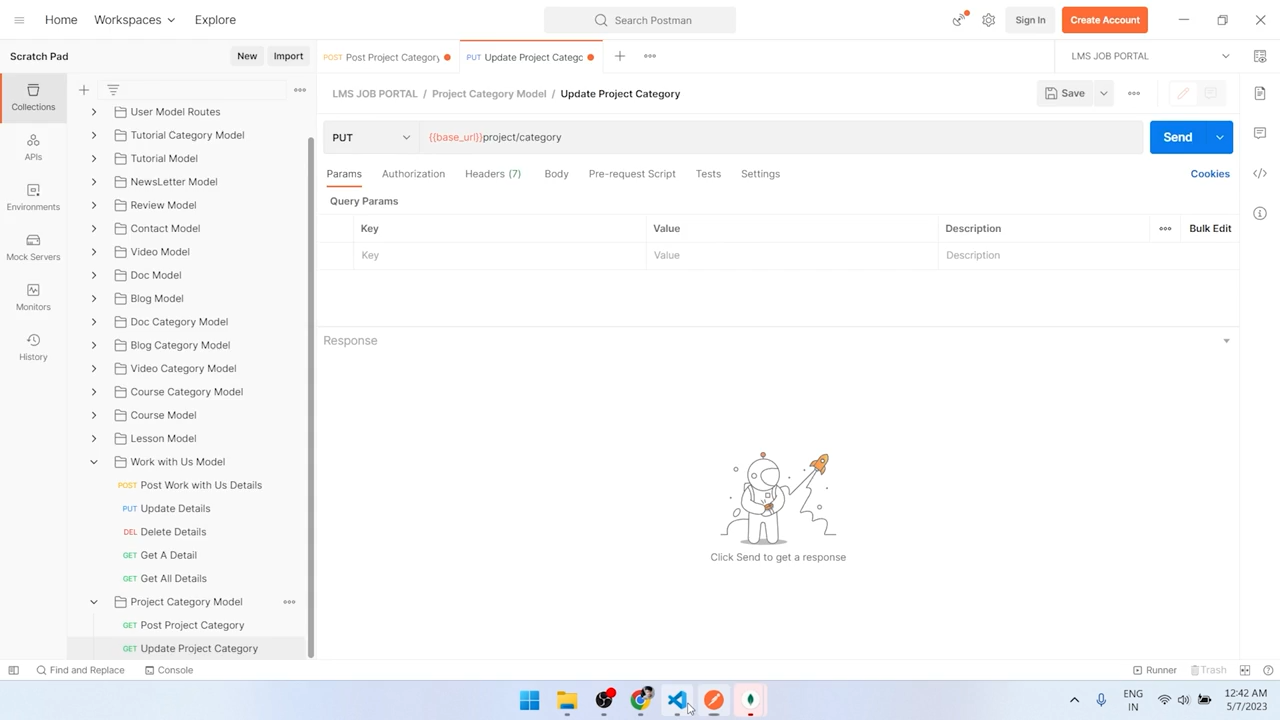 Home
Workspaces
Explore
Search Postman
Sign In
Create Account
Scratch Pad
New
Import
POST Post Project Category
PUT Update Project Catego
LMS JOB PORTAL
Collections
APIs
Environments
Mock Servers
Monitors
History
User Model Routes
Tutorial Category Model
Tutorial Model
NewsLetter Model
Review Model
Contact Model
Video Model
Doc Model
Blog Model
Doc Category Model
Blog Category Model
Video Category Model
Course Category Model
Course Model
Lesson Model
Work with Us Model
POST Post Work with Us Details
PUT Update Details
DEL Delete Details
GET Get A Detail
GET Get All Details
Project Category Model
GET Post Project Category
GET Update Project Category
LMS JOB PORTAL / Project Category Model / Update Project Category
Save
PUT
{{base_url}}project/category
Send
Params
Authorization
Headers (7)
Body
Pre-request Script
Tests
Settings
Cookies
Query Params
Key
Value
Description
Bulk Edit
Key
Value
Description
Response
Click Send to get a response
Find and Replace
Console
Runner
Trash
ENG
IN
12:42 AM
5/7/2023